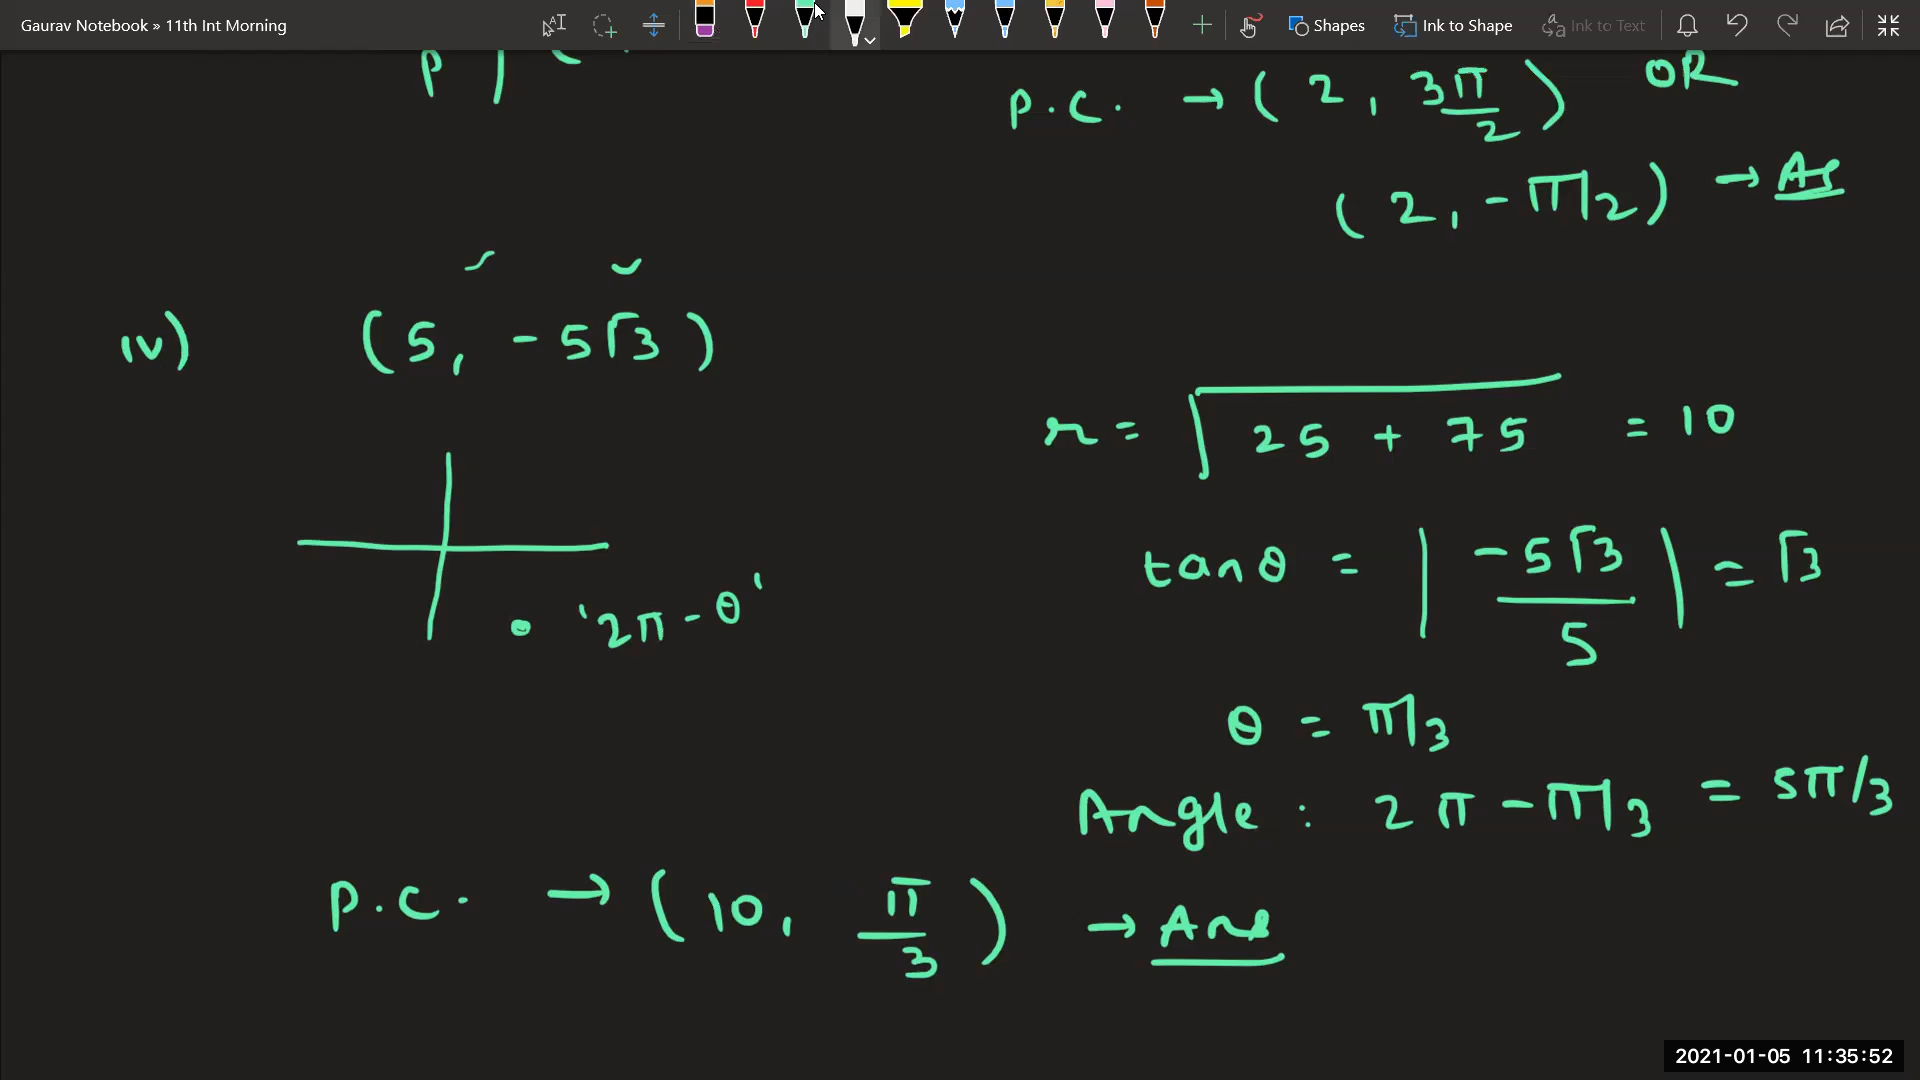 Gaurav Notebook » 11th Int Morning
Shapes
Ink to Shape
Ink to Text
OR
P.C. → (2, 3π/2)
(2, -π/2) → As
iv) (5, -5√3)
r = √25 + 75 = 10
tanθ = |-5√3/5| = √3
'2π - θ'
θ = π/3
Angle : 2π - π/3 = 5π/3
P.C. → (10, π/3) → Ans
2021-01-05 11:35:52